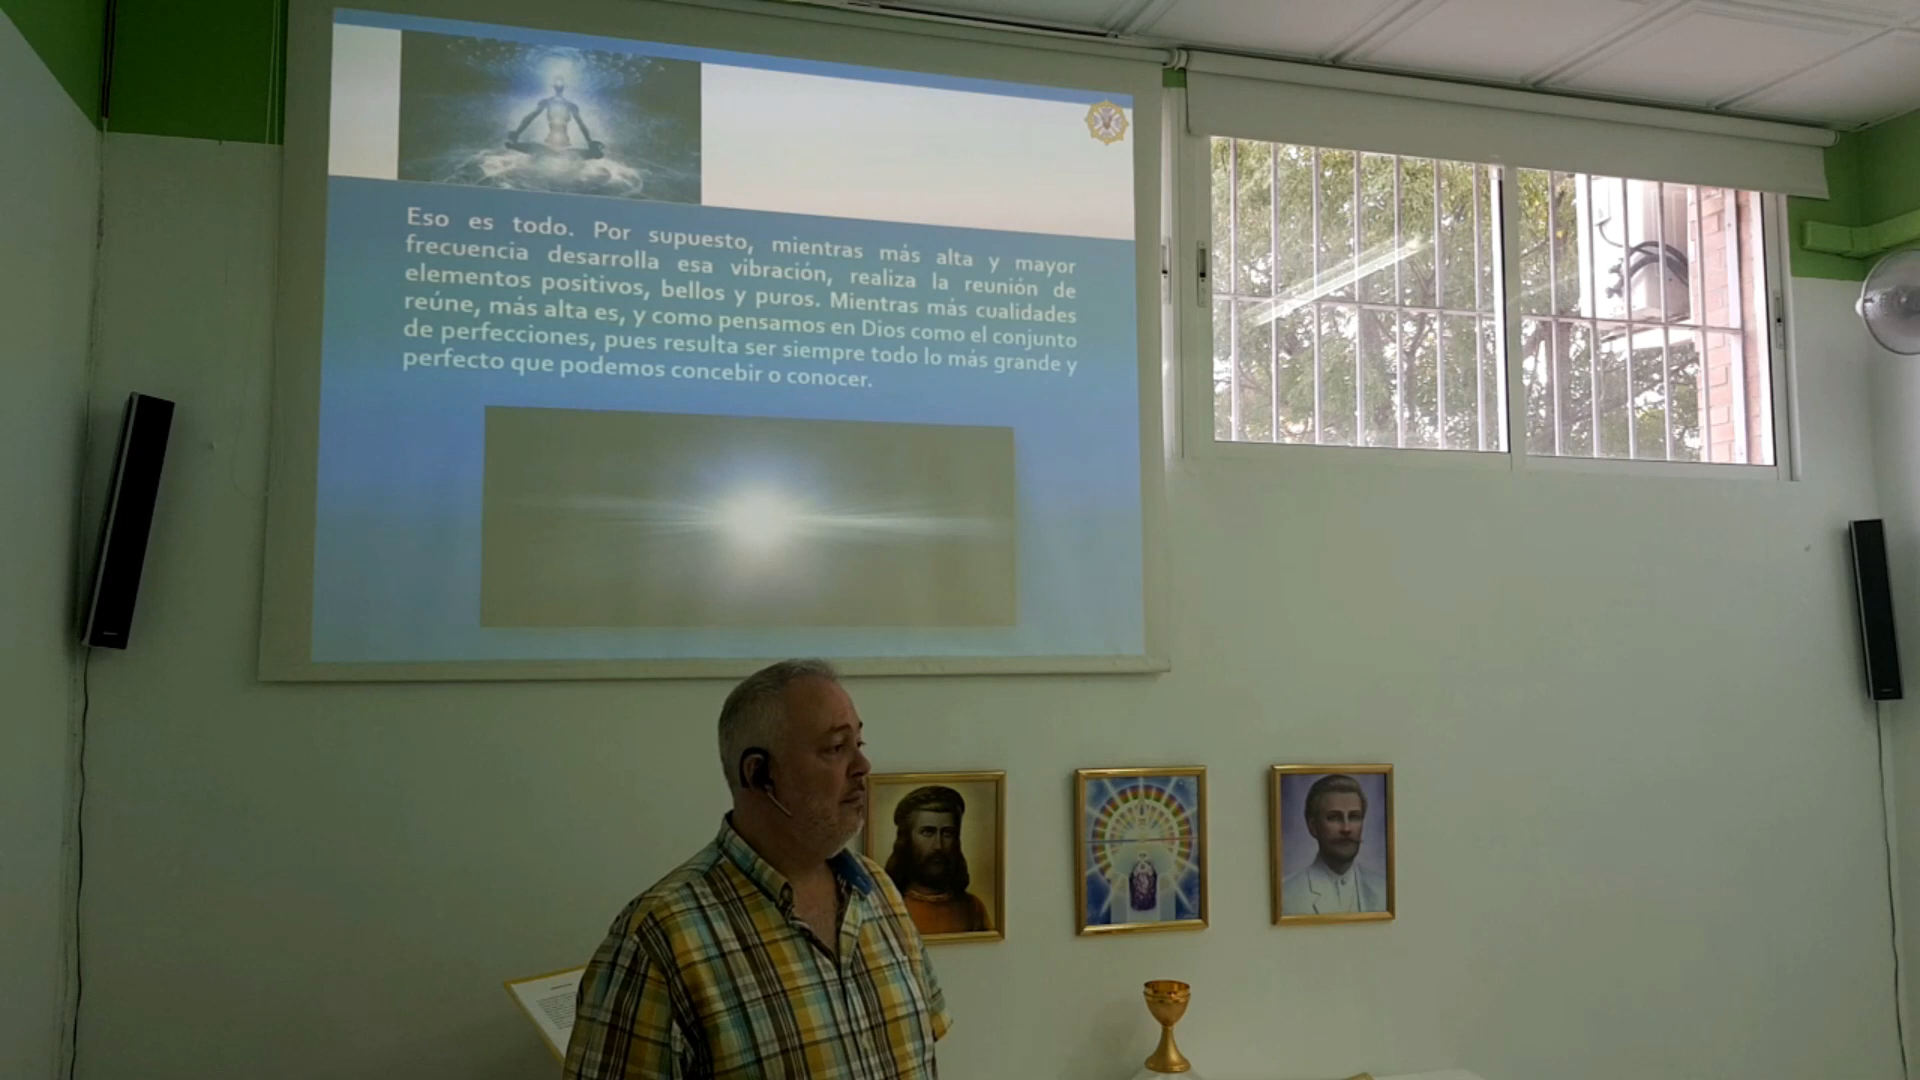 Eso es todo. Por supuesto, mientras más alta y mayor
frecuencia desarrolla esa vibración, realiza la reunión de
elementos positivos, bellos y puros. Mientras más cualidades
reúne, más alta es, y como pensamos en Dios como el conjunto
de perfecciones, pues resulta ser siempre todo lo más grande y
perfecto que podemos concebir o conocer.